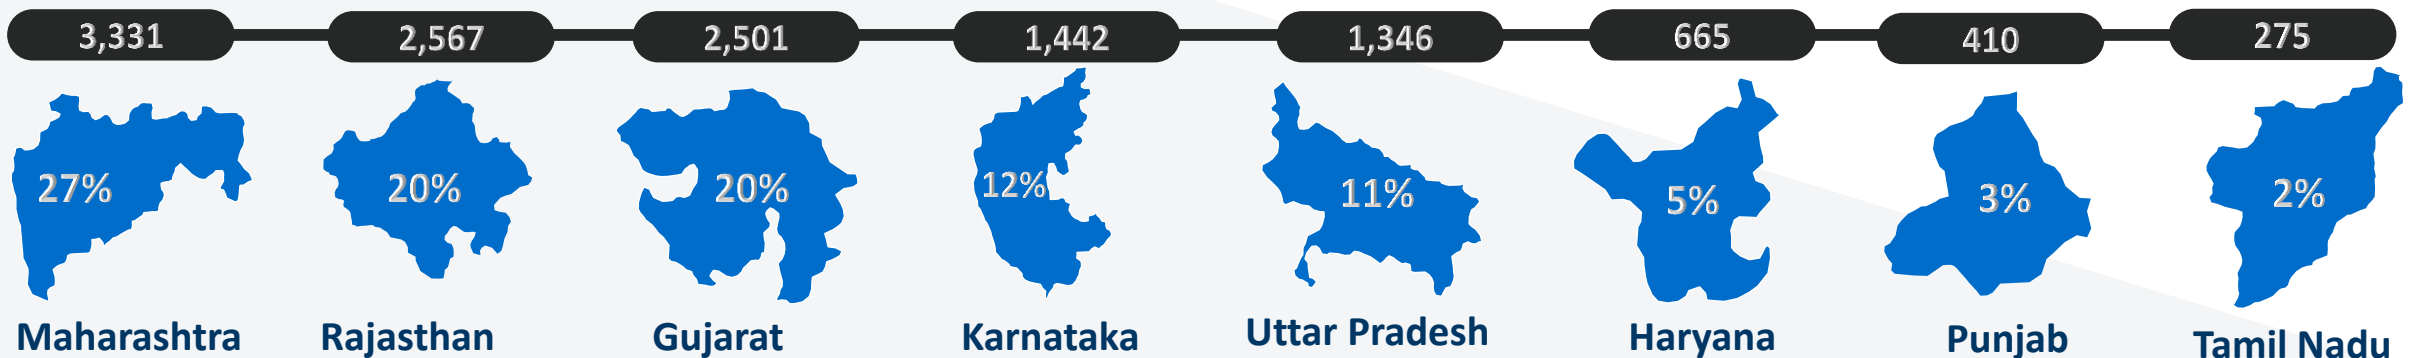 3,331 2,567 2,501 1,442 1,346 665 410 275
27% 20% 20% 12% 11% 5% 3% 2%
Maharashtra Rajasthan Gujarat Karnataka Uttar Pradesh Haryana Punjab Tamil Nadu